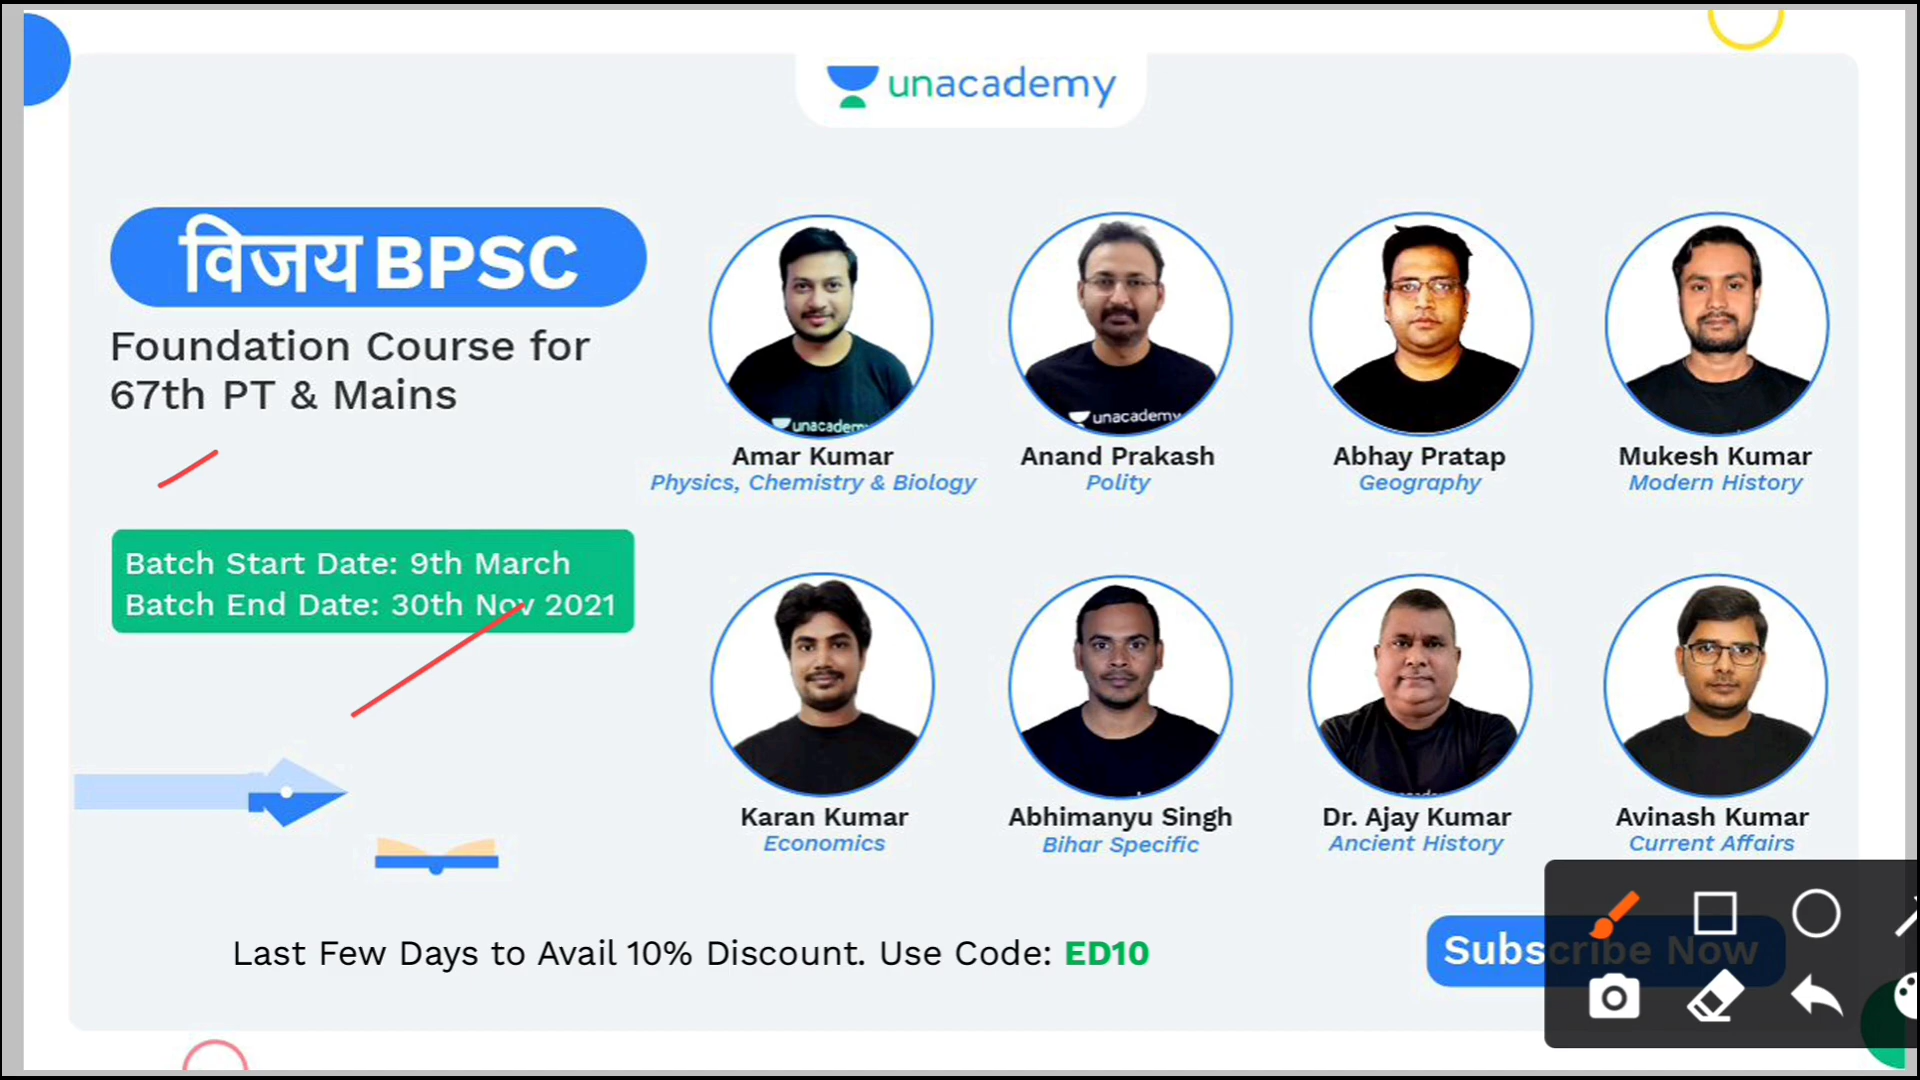 unacademy
विजय BPSC
Foundation Course for
67th PT & Mains
Batch Start Date: 9th March
Batch End Date: 30th Nov 2021
unacademy
unacademy
Amar Kumar
Physics, Chemistry & Biology
Anand Prakash
Polity
Abhay Pratap
Geography
Mukesh Kumar
Modern History
Karan Kumar
Economics
Abhimanyu Singh
Bihar Specific
Dr. Ajay Kumar
Ancient History
Avinash Kumar
Current Affairs
Last Few Days to Avail 10% Discount. Use Code: ED10
Subscribe Now